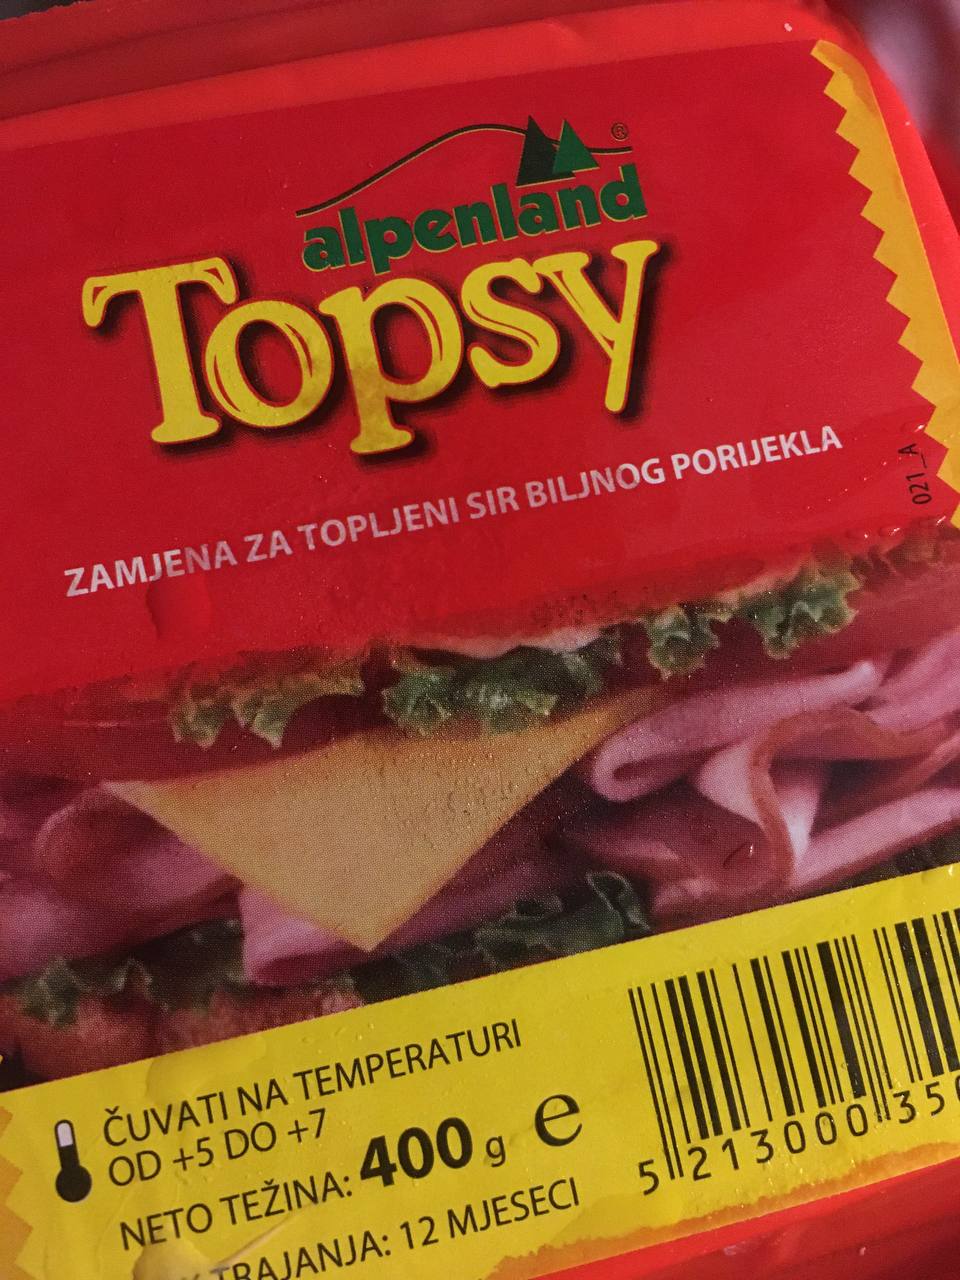 ®
alpenland
Topsy
ZAMJENA ZA TOPLJENI SIR BILJNOG PORIJEKLA
021_A
ČUVATI NA TEMPERATURI
OD +5 DO +7
NETO TEŽINA: 400 g e
TRAJANJA: 12 MJESECI
5 213000 35